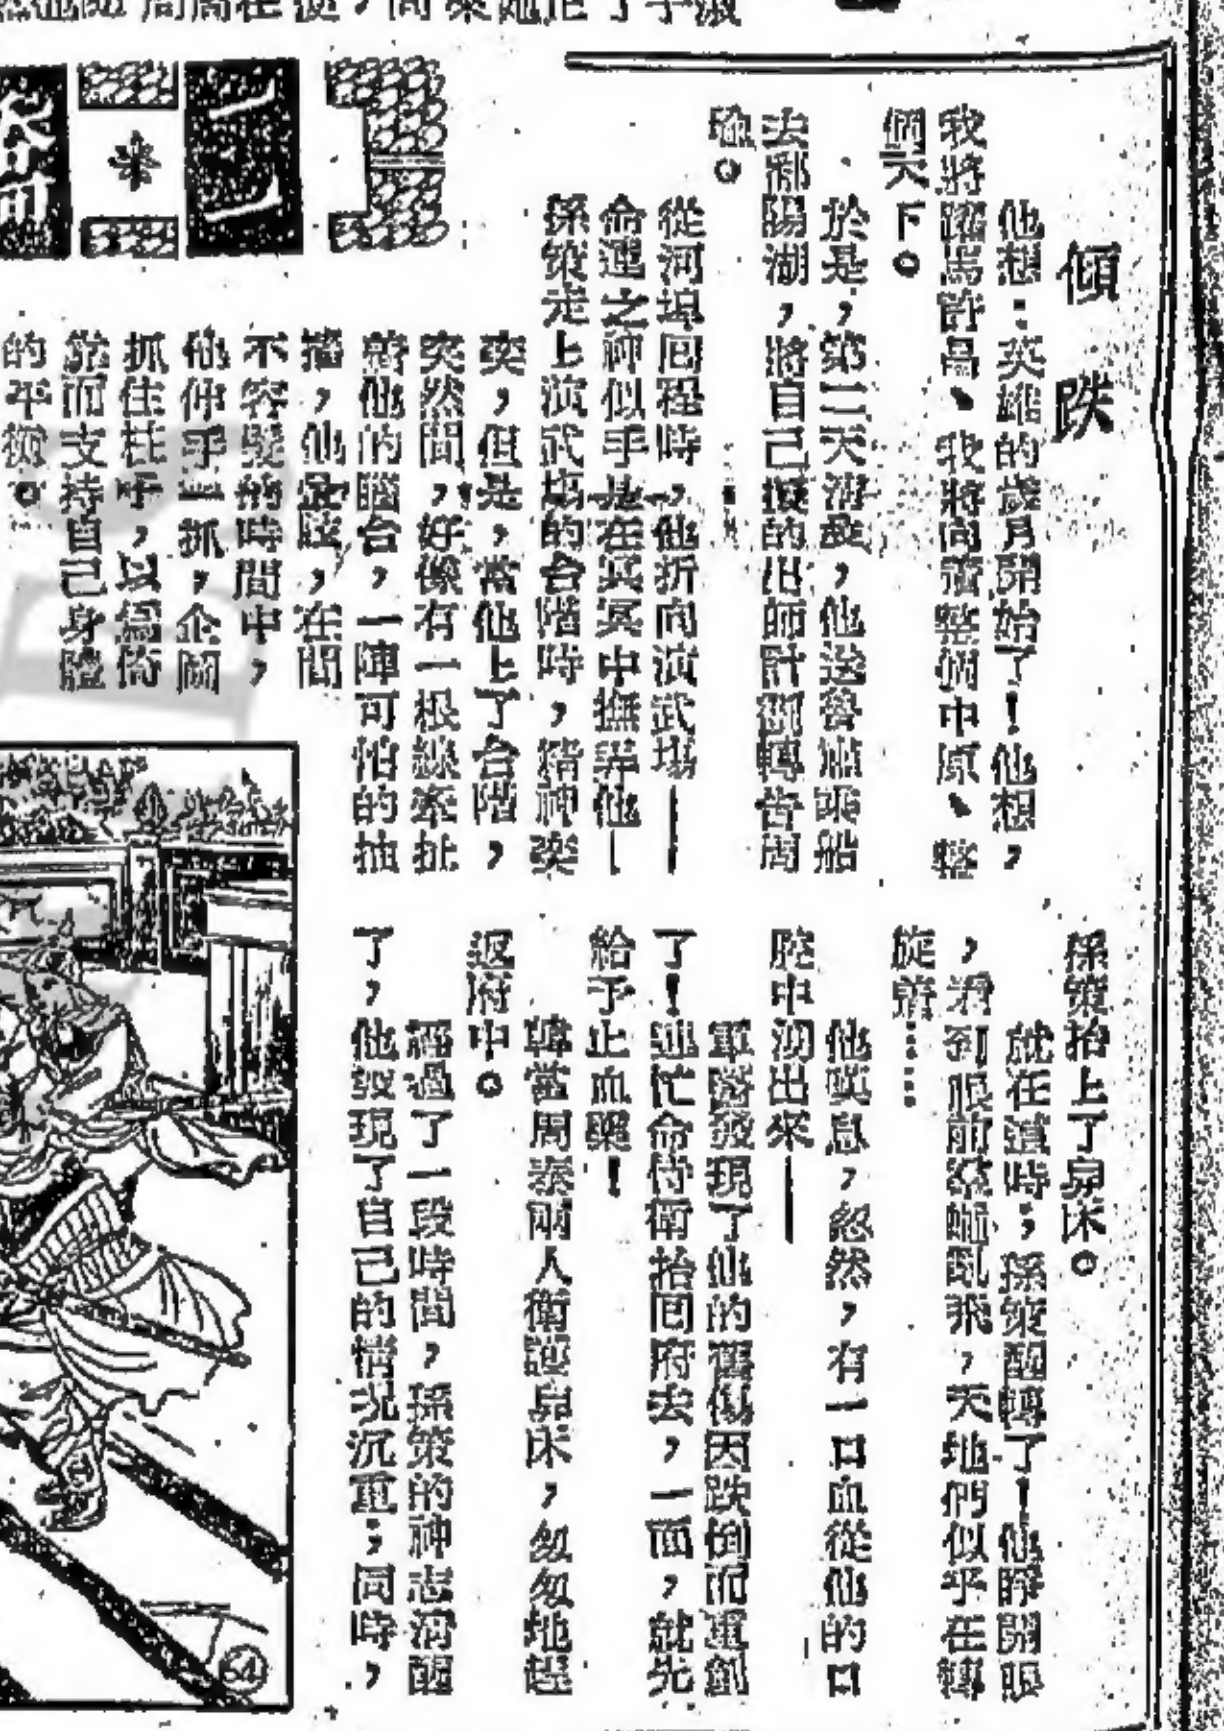 傾跌
他想：英雄的歲月開始了！他想，
我將躍馬許昌、我將向着整個中原、整
個天下。
於是，第二天清晨，他送魯肅乘船
去鄱陽湖，將自己擬的出師計劃轉告周
瑜。
從河埠回程時，他折向演武場——
命運之神似乎是在冥冥中撫弄他—
孫策走上演武場的台階時，精神奕
奕，但是，當他上了台階，
突然間，好像有一根線牽扯
着他的腦台，一陣可怕的抽
搐，他暈眩，在間
不容髮的時間中，
他伸手一抓，企圖
抓住柱子，以爲倚
靠而支持自己身體
的平衡。
孫策抬上了舁床。
就在這時，孫策醒轉了！他睜開眼
，看到眼前亂飛，天地們似乎在轉
旋着……
他嘆息，忽然，有一口血從他的口
腔中湧出來——
軍醫發現了他的舊傷因跌倒而重創
了！連忙命侍衛抬回府去，一面，就先
給予止血藥！
韓當周泰兩人衛護舁床，匆匆地趕
返府中。
經過了一段時間，孫策的神志清醒
了，他發現了自己的情況沉重；同時，
64